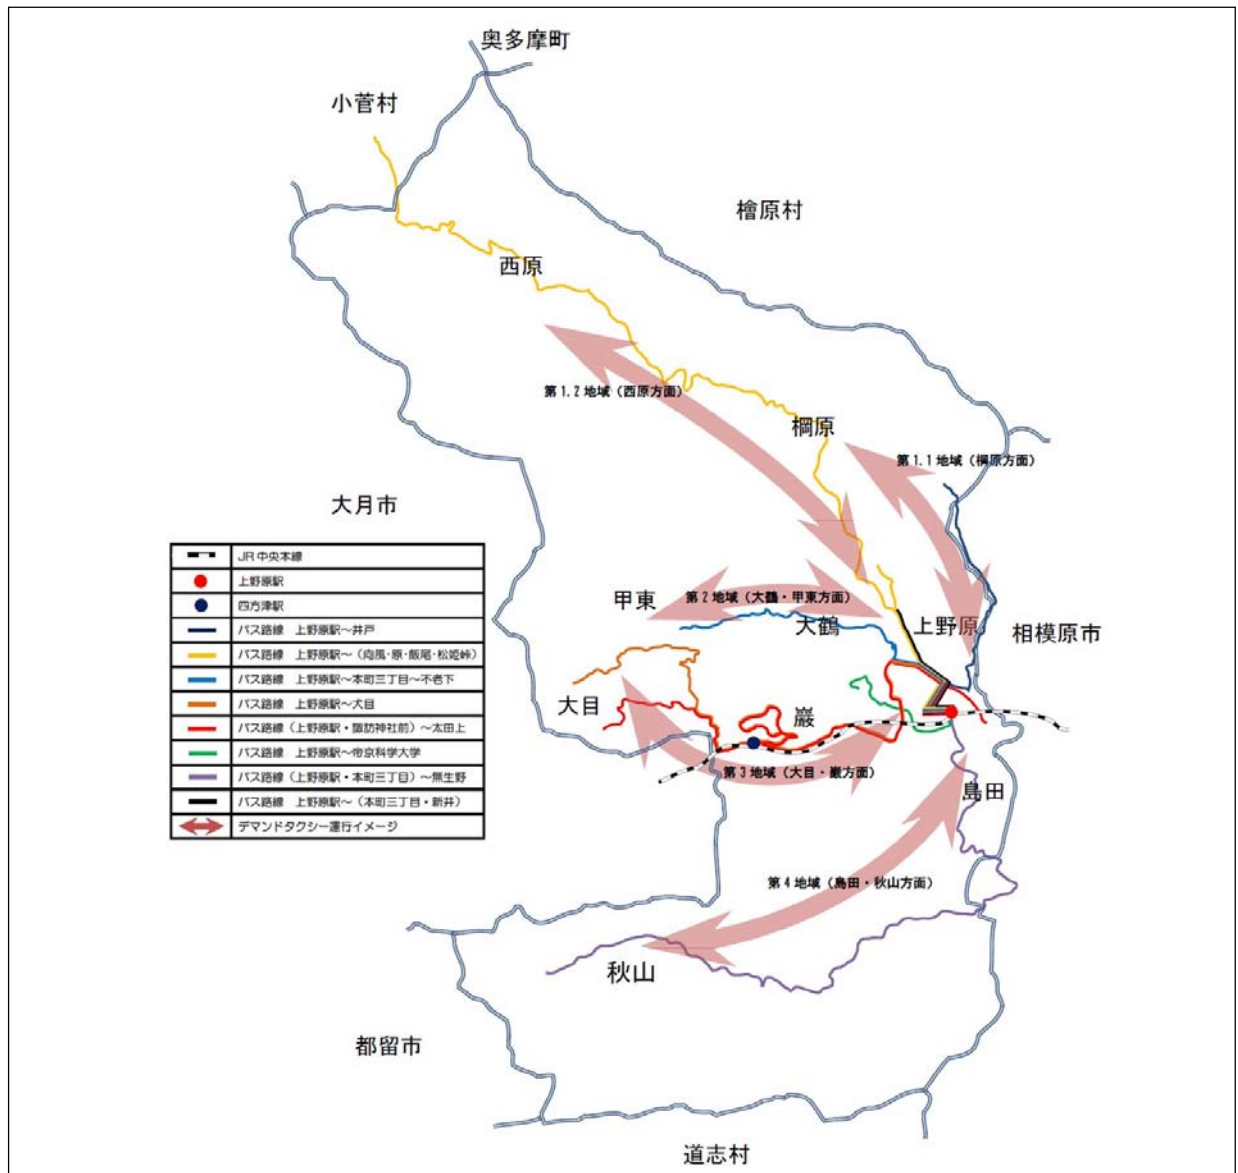 奥多摩町
小菅村
檜原村
西原
第1.2地域（西原方面）
棡原
第1.1地域（棡原方面）
大月市
JR中央本線
上野原駅
四方津駅
バス路線　上野原駅～井戸
バス路線　上野原駅～（向風・原・飯尾・松姫峠）
バス路線　上野原駅～本町三丁目～不老下
バス路線　上野原駅～大目
バス路線（上野原駅・諏訪神社前）～太田上
バス路線　上野原駅～帝京科学大学
バス路線（上野原駅・本町三丁目）～無生野
バス路線　上野原駅～（本町三丁目・新井）
デマンドタクシー運行イメージ
甲東
第2地域（大鶴・甲東方面）
大鶴
上野原
相模原市
大目
巌
第3地域（大目・巌方面）
島田
第4地域（島田・秋山方面）
秋山
都留市
道志村